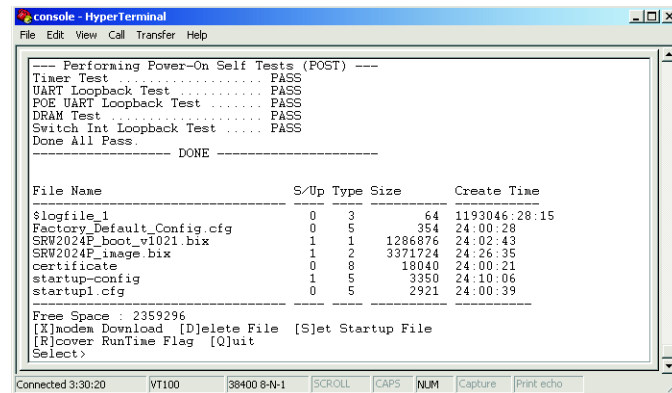 console - HyperTerminal
File Edit View Call Transfer Help
--- Performing Power-On Self Tests (POST) ---
Timer Test ................... PASS
UART Loopback Test ........... PASS
POE UART Loopback Test ....... PASS
DRAM Test .................... PASS
Switch Int Loopback Test ..... PASS
Done All Pass.
------------------ DONE ---------------------
File Name S/Up Type Size Create Time
$logfile_1 0 3 64 1193046:28:15
Factory_Default_Config.cfg 0 5 354 24:00:28
SRW2024P_boot_v1021.bix 1 1 1286876 24:02:43
SRW2024P_image.bix 1 2 3371724 24:26:35
certificate 0 8 18040 24:00:21
startup-config 1 5 3350 24:10:06
startup1.cfg 0 5 2921 24:00:39
Free Space : 2359296
[X]modem Download [D]elete File [S]et Startup File
[R]cover RunTime Flag [Q]uit
Select>
Connected 3:30:20 VT100 38400 8-N-1 SCROLL CAPS NUM Capture Print echo